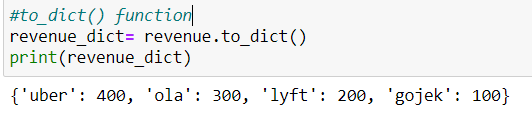 #to_dict() function
revenue_dict= revenue.to_dict()
print(revenue_dict)
{'uber': 400, 'ola': 300, 'lyft': 200, 'gojek': 100}